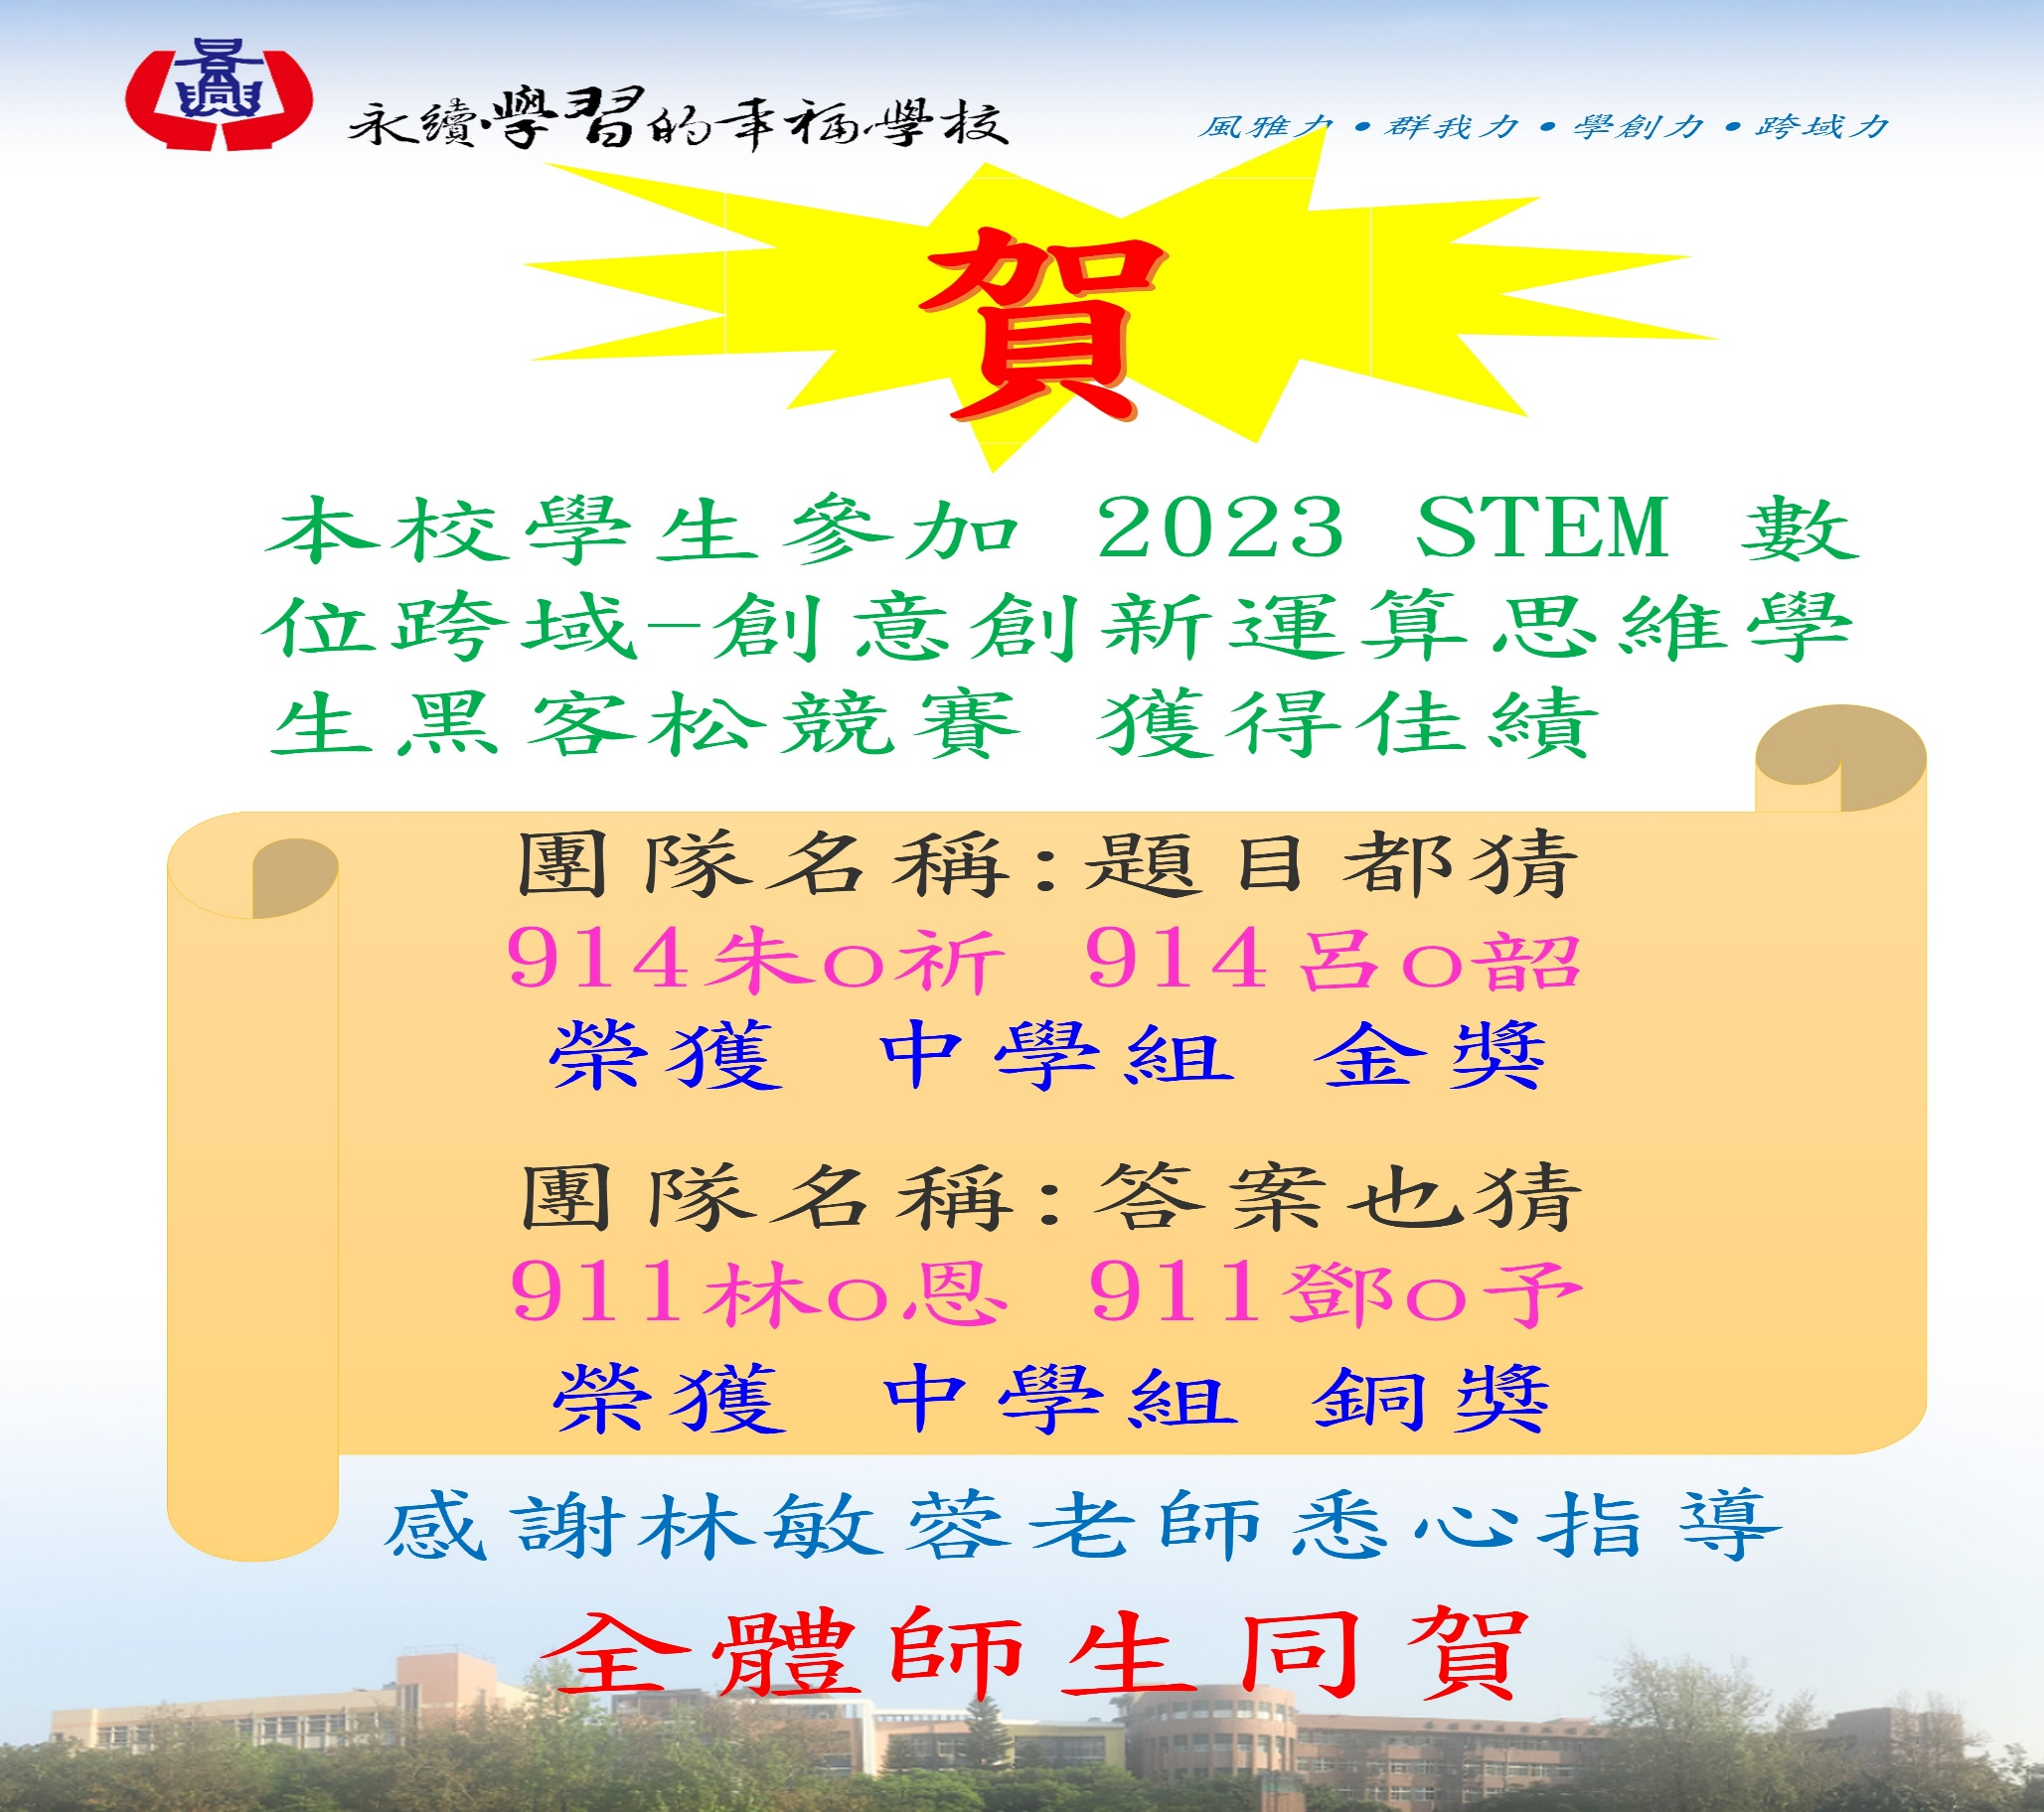 永續學習的幸福學校
風雅力•群我力•學創力•跨域力
賀
本校學生參加 2023 STEM 數
位跨域-創意創新運算思維學
生黑客松競賽 獲得佳績
團隊名稱:題目都猜
914朱o祈 914呂o韶
榮獲 中學組 金獎
團隊名稱:答案也猜
911林o恩 911鄧o予
榮獲 中學組 銅獎
感謝林敏蓉老師悉心指導
全體師生同賀